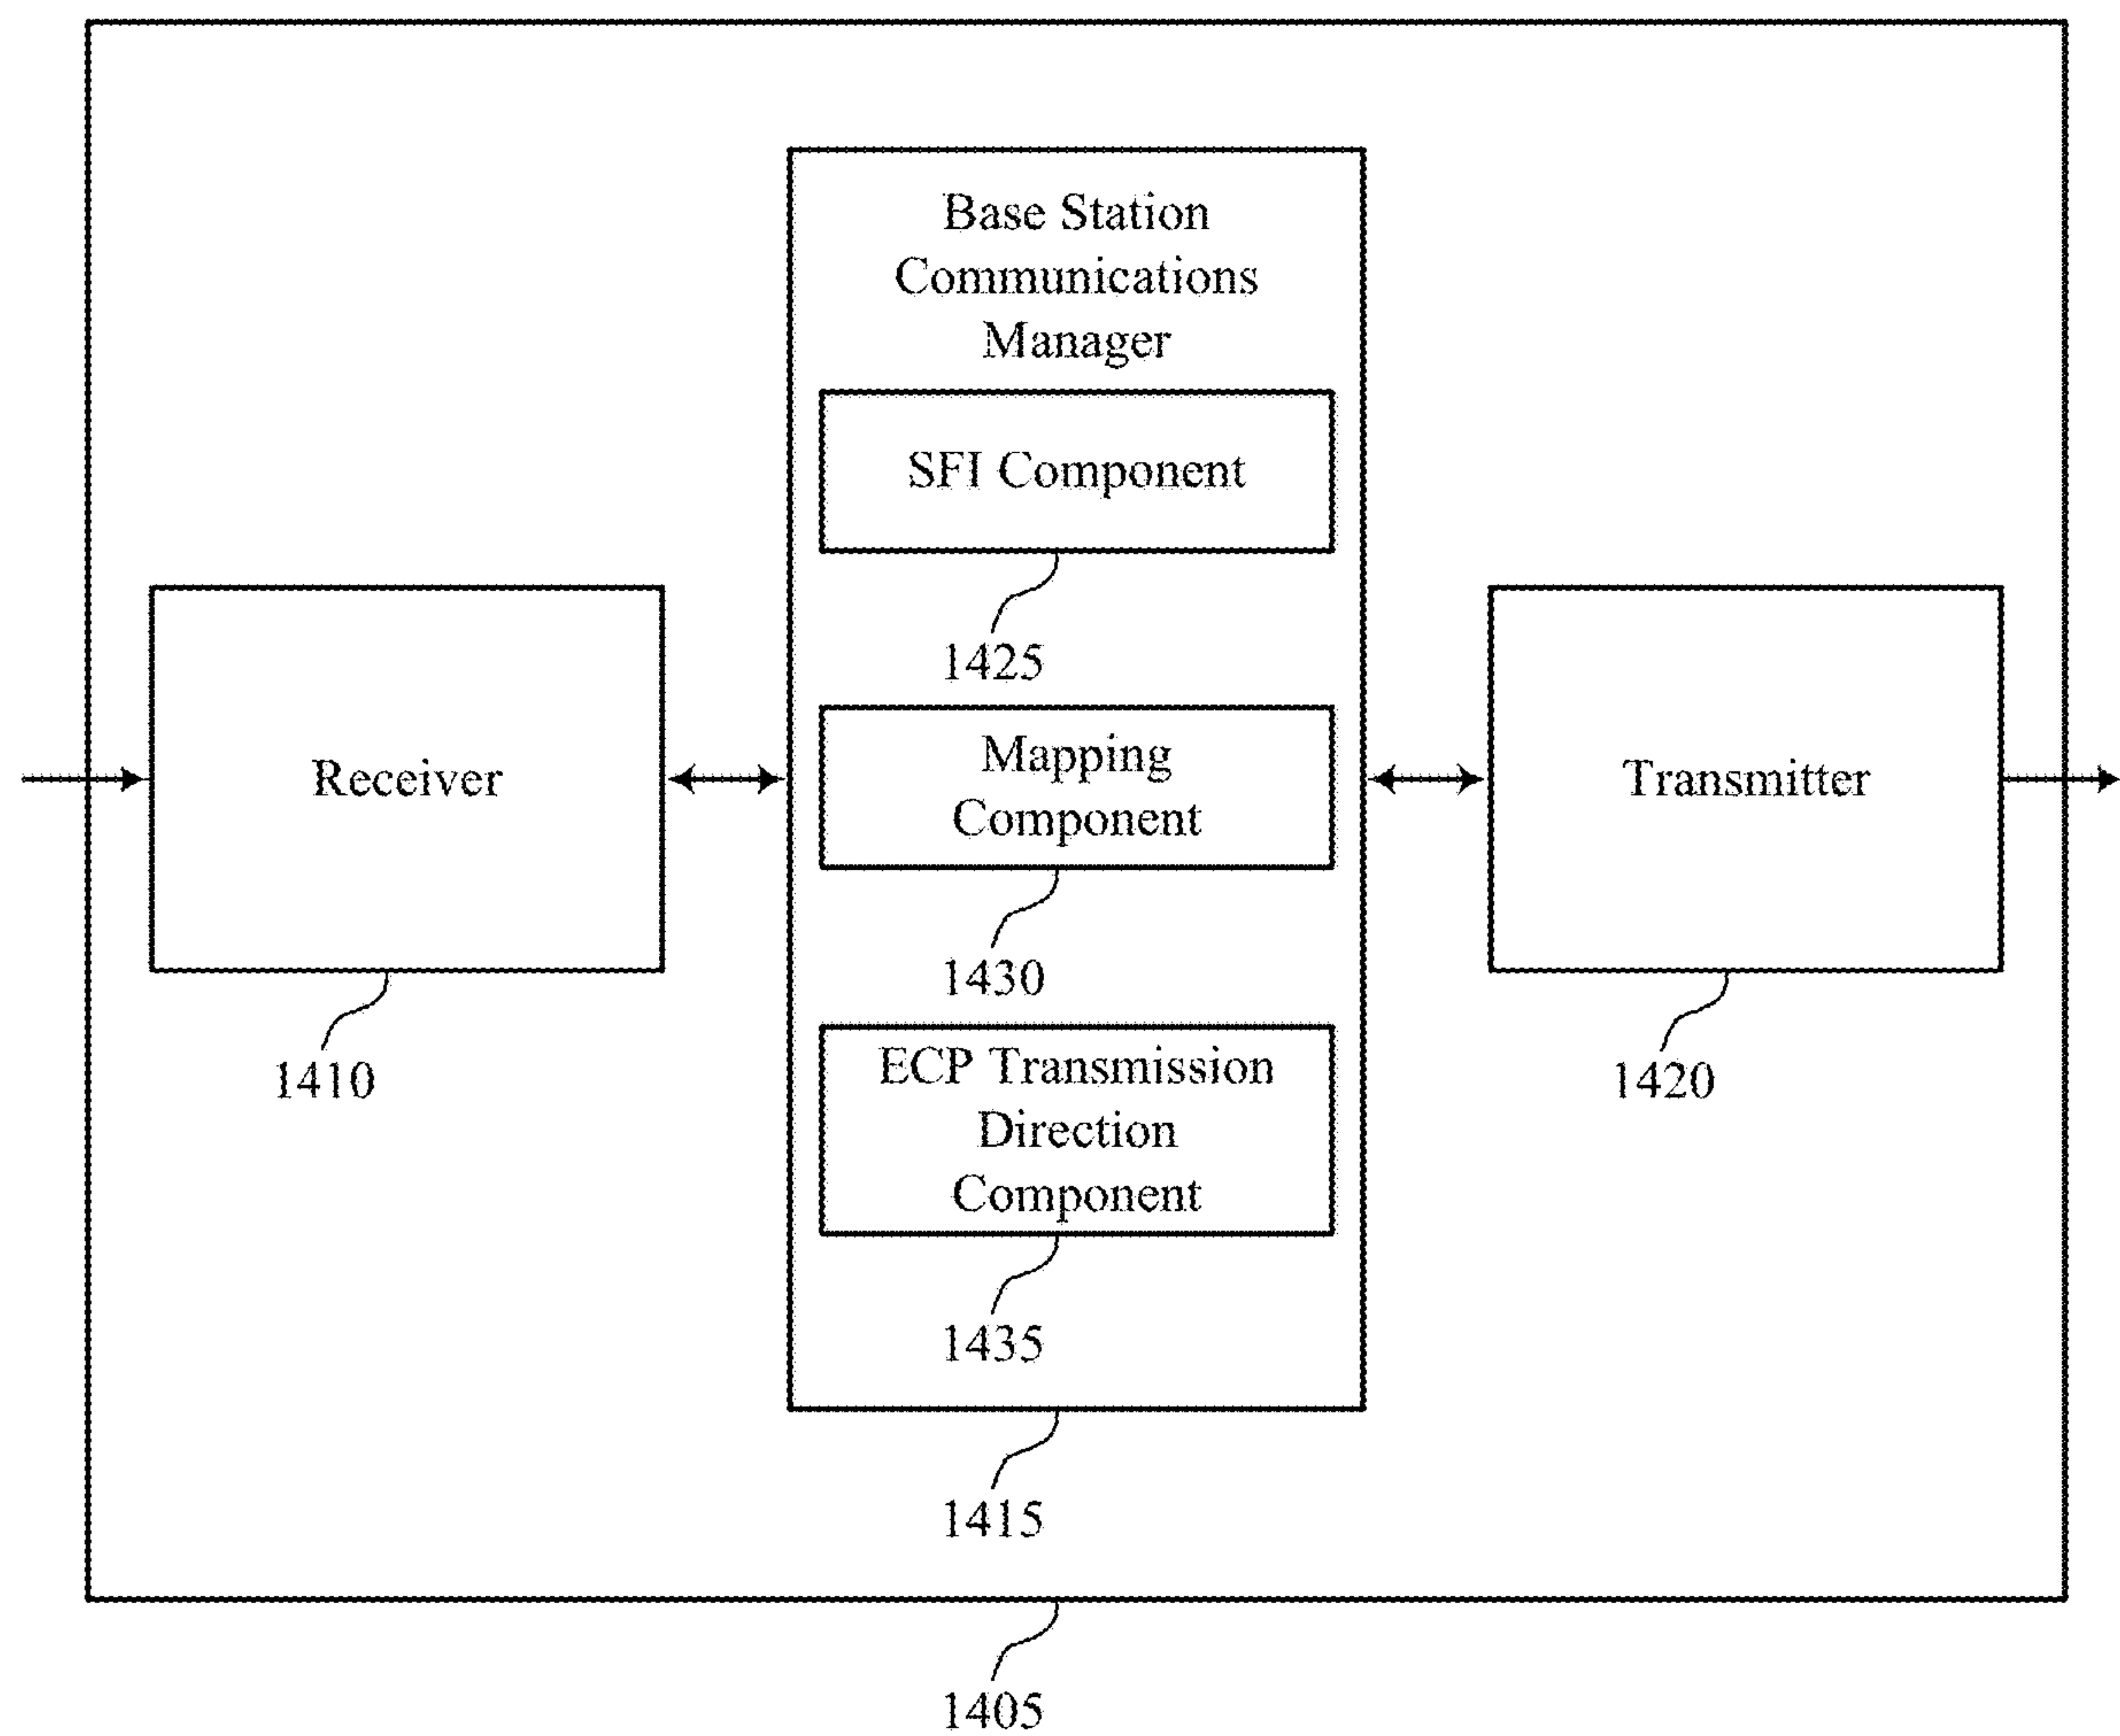 Base Station
Communications
Manager
SFI Component
1425
Receiver
1410
Mapping
Component
1430
Transmitter
1420
ECP Transmission
Direction
Component
1435
1415
1405